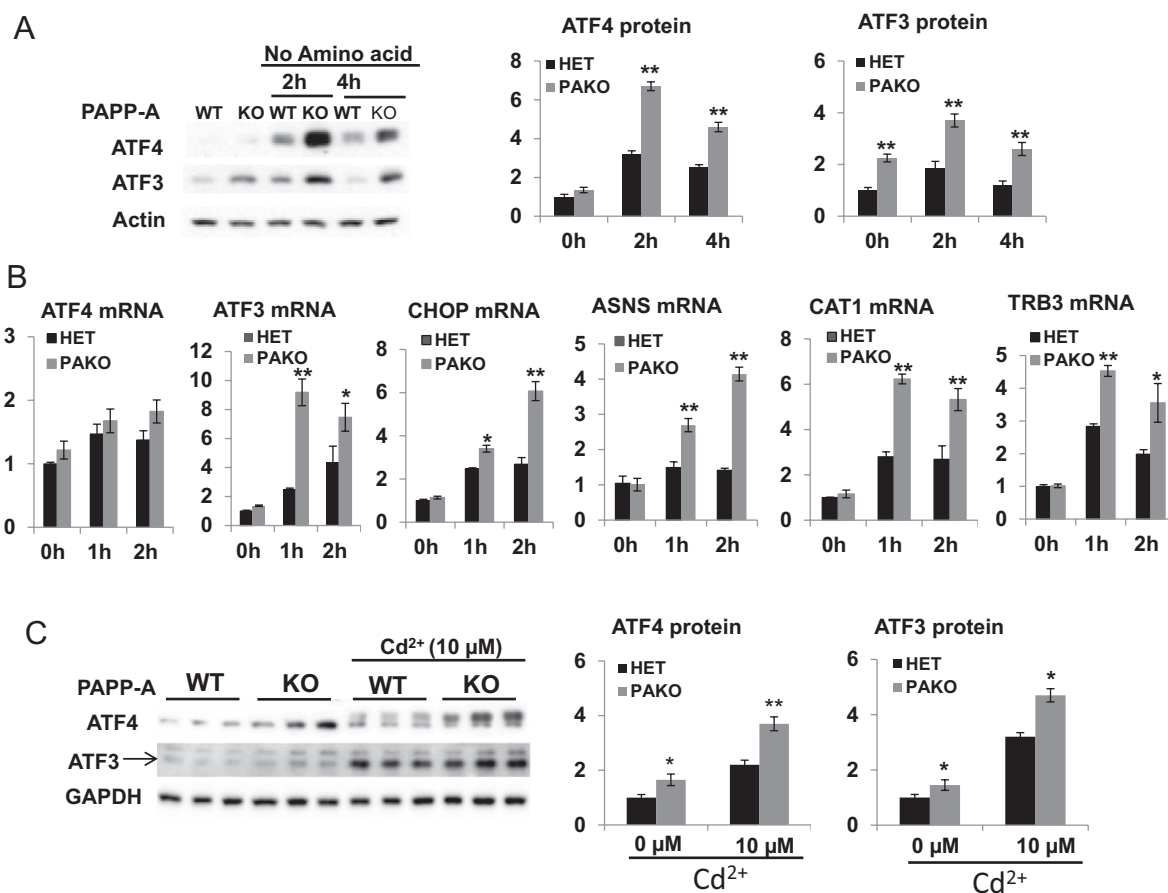 A
No Amino acid
2h 4h
PAPP-A WT KO WT KO WT KO
ATF4
ATF3
Actin
ATF4 protein
HET
PAKO
8
6
4
2
0
**
**
0h 2h 4h
ATF3 protein
HET
PAKO
6
4
2
0
**
**
**
0h 2h 4h
B
ATF4 mRNA
HET
PAKO
3
2
1
0
0h 1h 2h
ATF3 mRNA
HET
PAKO
12
10
8
6
4
2
0
**
*
0h 1h 2h
CHOP mRNA
HET
PAKO
8
6
4
2
0
*
**
0h 1h 2h
ASNS mRNA
HET
PAKO
5
4
3
2
1
0
**
**
0h 1h 2h
CAT1 mRNA
HET
PAKO
8
6
4
2
0
**
**
0h 1h 2h
TRB3 mRNA
HET
PAKO
5
4
3
2
1
0
**
*
0h 1h 2h
C
Cd²⁺ (10 µM)
PAPP-A WT KO WT KO
ATF4
ATF3
GAPDH
ATF4 protein
HET
PAKO
6
4
2
0
*
**
0 µM 10 µM
Cd²⁺
ATF3 protein
HET
PAKO
6
4
2
0
*
*
0 µM 10 µM
Cd²⁺